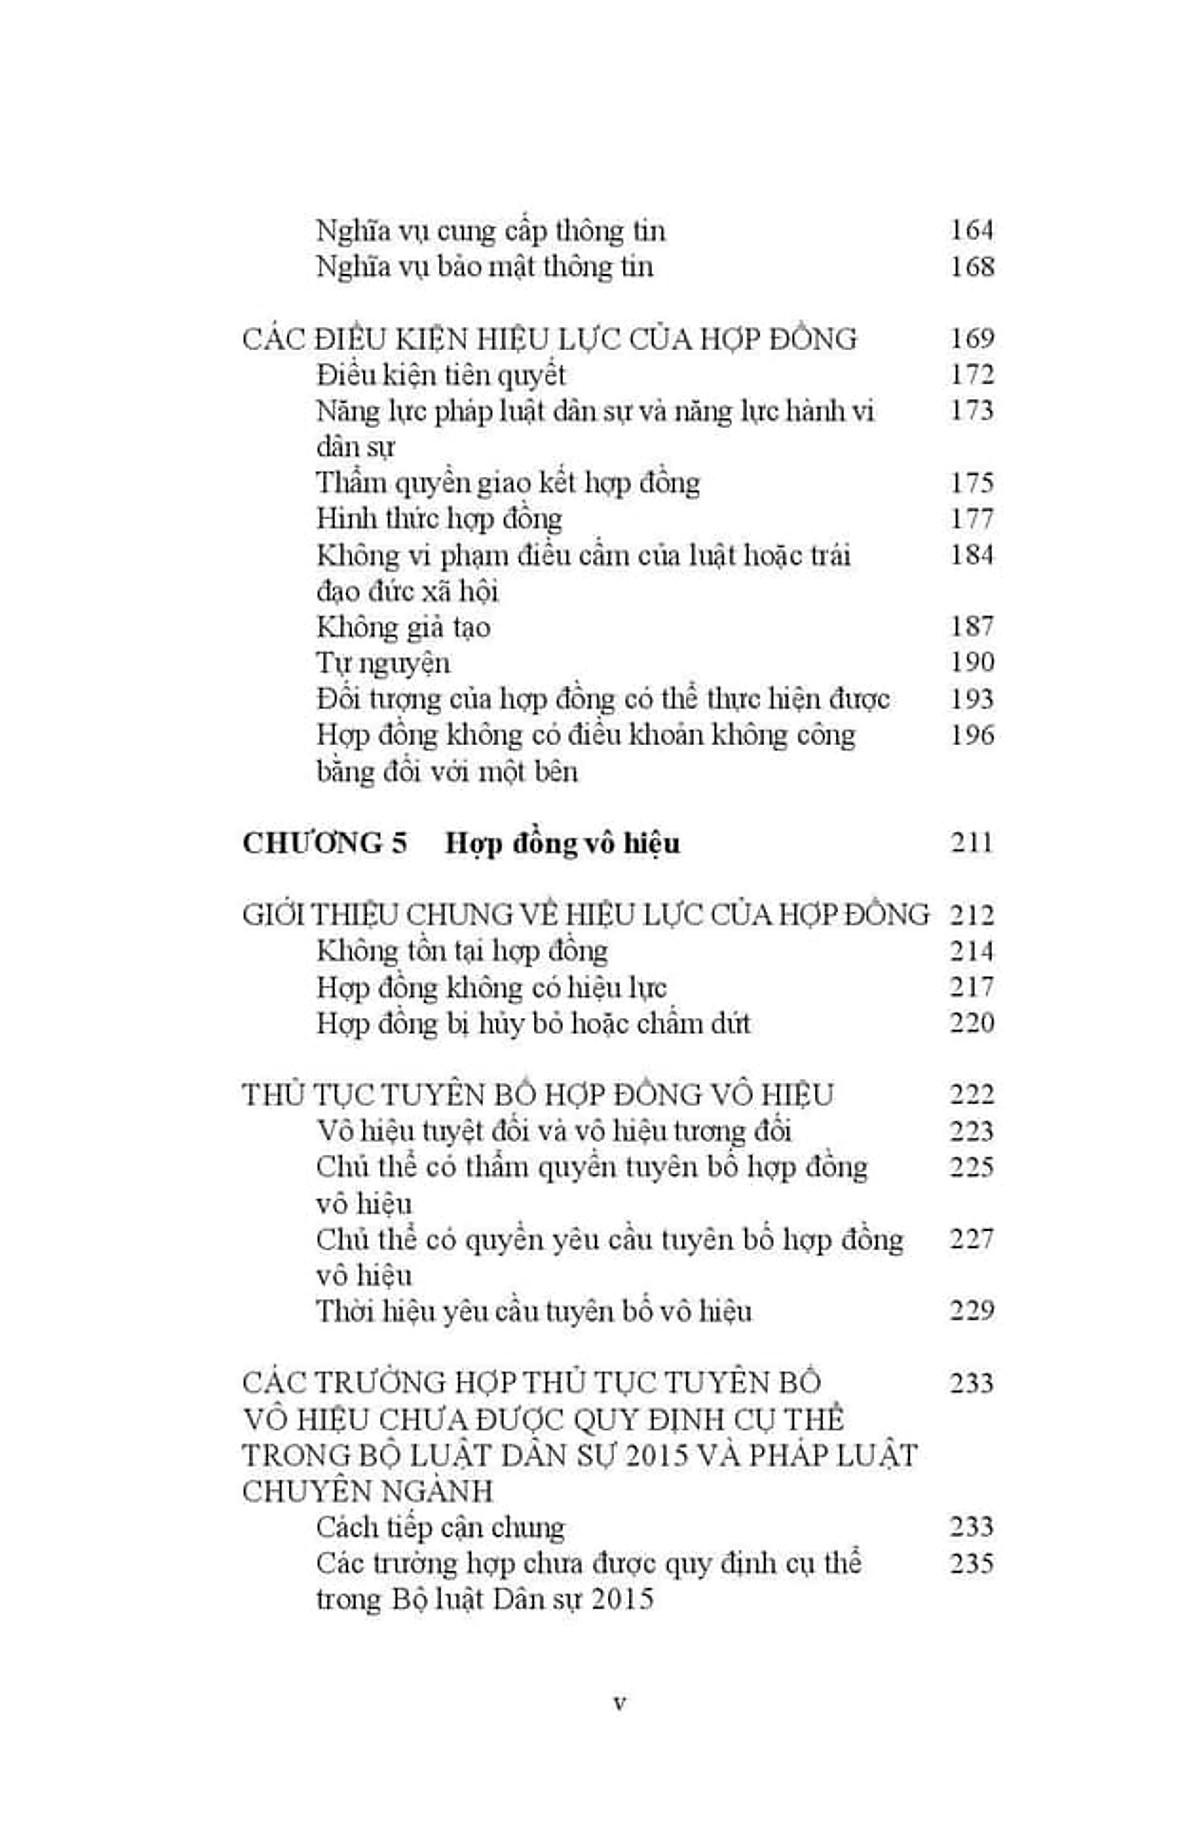 Nghĩa vụ cung cấp thông tin 164
Nghĩa vụ bảo mật thông tin 168
CÁC ĐIỀU KIỆN HIỆU LỰC CỦA HỢP ĐỒNG 169
Điều kiện tiên quyết 172
Năng lực pháp luật dân sự và năng lực hành vi 173
dân sự
Thẩm quyền giao kết hợp đồng 175
Hình thức hợp đồng 177
Không vi phạm điều cấm của luật hoặc trái 184
đạo đức xã hội
Không giả tạo 187
Tự nguyện 190
Đối tượng của hợp đồng có thể thực hiện được 193
Hợp đồng không có điều khoản không công 196
bằng đối với một bên
CHƯƠNG 5 Hợp đồng vô hiệu 211
GIỚI THIỆU CHUNG VỀ HIỆU LỰC CỦA HỢP ĐỒNG 212
Không tồn tại hợp đồng 214
Hợp đồng không có hiệu lực 217
Hợp đồng bị hủy bỏ hoặc chấm dứt 220
THỦ TỤC TUYÊN BỐ HỢP ĐỒNG VÔ HIỆU 222
Vô hiệu tuyệt đối và vô hiệu tương đối 223
Chủ thể có thẩm quyền tuyên bố hợp đồng 225
vô hiệu
Chủ thể có quyền yêu cầu tuyên bố hợp đồng 227
vô hiệu
Thời hiệu yêu cầu tuyên bố vô hiệu 229
CÁC TRƯỜNG HỢP THỦ TỤC TUYÊN BỐ 233
VÔ HIỆU CHƯA ĐƯỢC QUY ĐỊNH CỤ THỂ
TRONG BỘ LUẬT DÂN SỰ 2015 VÀ PHÁP LUẬT
CHUYÊN NGÀNH
Cách tiếp cận chung 233
Các trường hợp chưa được quy định cụ thể 235
trong Bộ luật Dân sự 2015
v